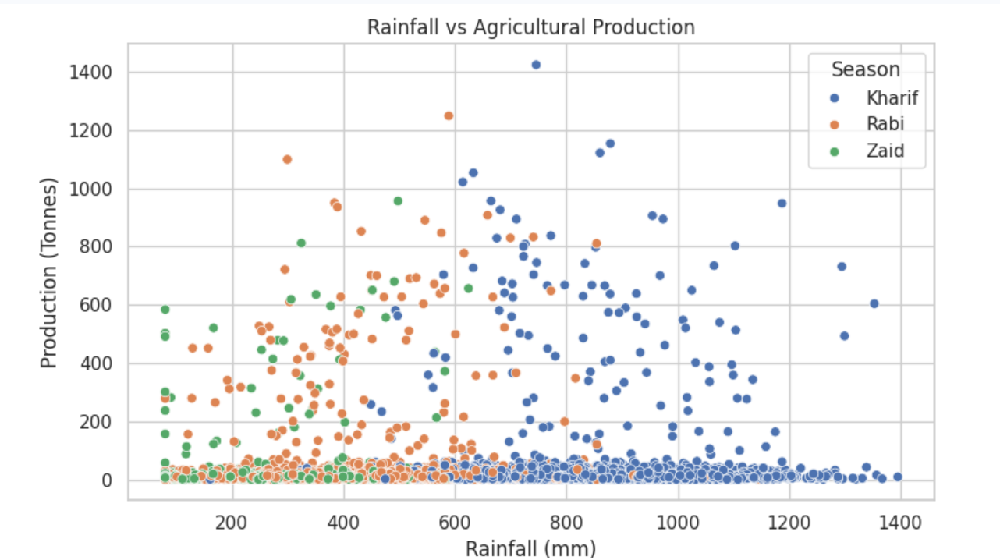 Rainfall vs Agricultural Production
Season
Kharif
Rabi
Zaid
Production (Tonnes)
1400
1200
1000
800
600
400
200
0
200 400 600 800 1000 1200 1400
Rainfall (mm)